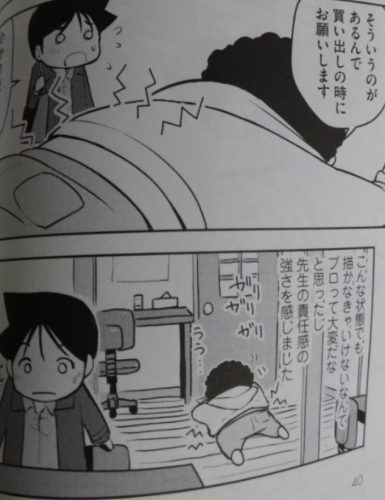 そういうのが
あるんで
買い出しの時に
お願いします
こんな状態でも
描かなきゃいけないなんて
プロって大変だな
と思ったし
先生の責任感の
強さを感じました
ガリガリ
ガリガリ
うう…
40